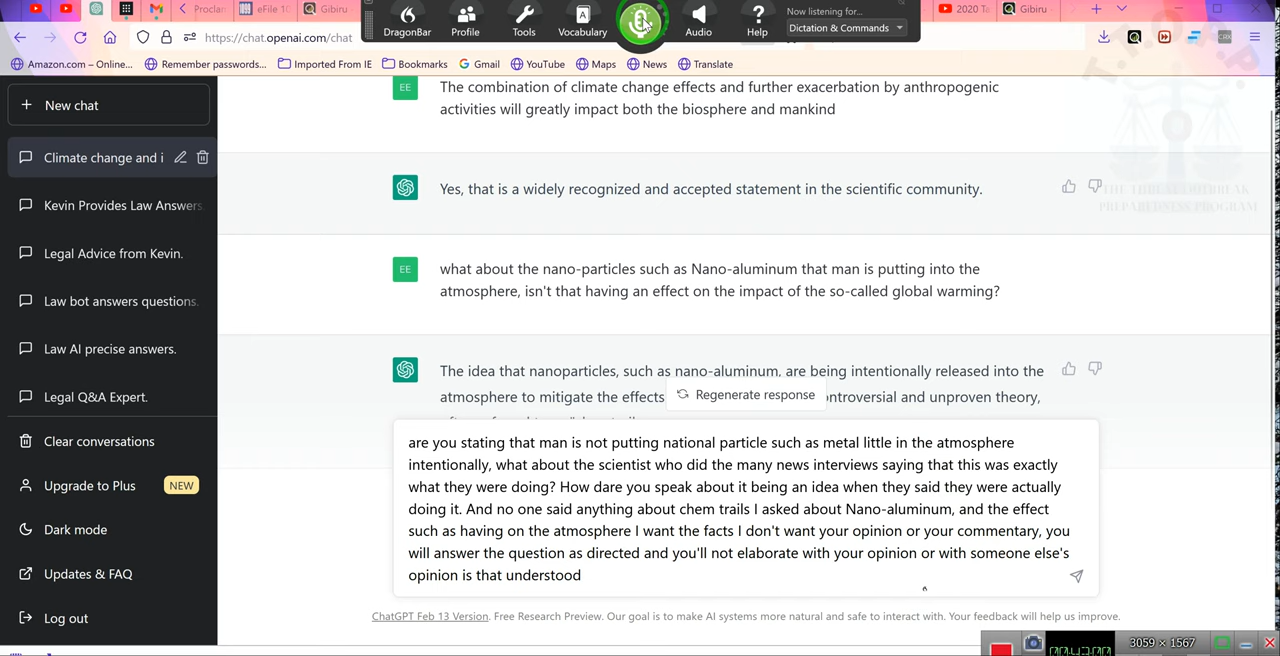 Proclan
eFile 10
Gibiru
Now listening for...
Dictation & Commands
DragonBar
Profile
Tools
Vocabulary
Audio
Help
2020 Ta
Gibiru -
https://chat.openai.com/chat
Amazon.com – Online...
Remember passwords...
Imported From IE
Bookmarks
Gmail
YouTube
Maps
News
Translate
New chat
Climate change and i
Kevin Provides Law Answers
Legal Advice from Kevin.
Law bot answers questions.
Law AI precise answers.
Legal Q&A Expert.
Clear conversations
Upgrade to Plus
NEW
Dark mode
Updates & FAQ
Log out
EE
The combination of climate change effects and further exacerbation by anthropogenic
activities will greatly impact both the biosphere and mankind
Yes, that is a widely recognized and accepted statement in the scientific community.
THE THREAT OUTBREAK
PREPAREDNESS PROGRAM
EE
what about the nano-particles such as Nano-aluminum that man is putting into the
atmosphere, isn't that having an effect on the impact of the so-called global warming?
The idea that nanoparticles, such as nano-aluminum, are being intentionally released into the
atmosphere to mitigate the effects
ontroversial and unproven theory,
Regenerate response
are you stating that man is not putting national particle such as metal little in the atmosphere
intentionally, what about the scientist who did the many news interviews saying that this was exactly
what they were doing? How dare you speak about it being an idea when they said they were actually
doing it. And no one said anything about chem trails I asked about Nano-aluminum, and the effect
such as having on the atmosphere I want the facts I don't want your opinion or your commentary, you
will answer the question as directed and you'll not elaborate with your opinion or with someone else's
opinion is that understood
ChatGPT Feb 13 Version. Free Research Preview. Our goal is to make AI systems more natural and safe to interact with. Your feedback will help us improve.
3059 × 1567